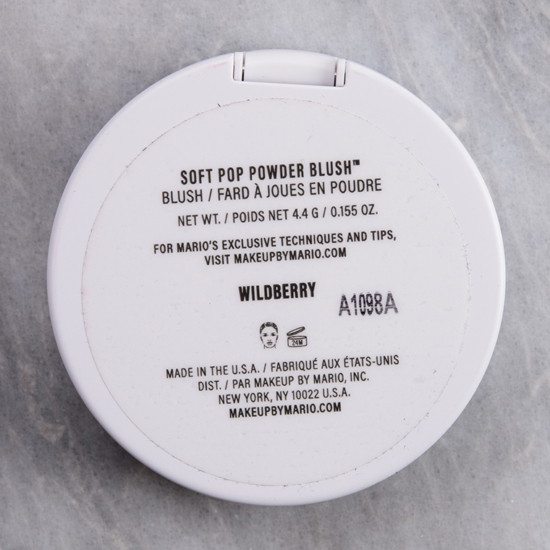 SOFT POP POWDER BLUSH™
BLUSH / FARD À JOUES EN POUDRE
NET WT. / POIDS NET 4.4 G / 0.155 OZ.
FOR MARIO'S EXCLUSIVE TECHNIQUES AND TIPS,
VISIT MAKEUPBYMARIO.COM
WILDBERRY
A1098A
24M
MADE IN THE U.S.A. / FABRIQUÉ AUX ÉTATS-UNIS
DIST. / PAR MAKEUP BY MARIO, INC.
NEW YORK, NY 10022 U.S.A.
MAKEUPBYMARIO.COM